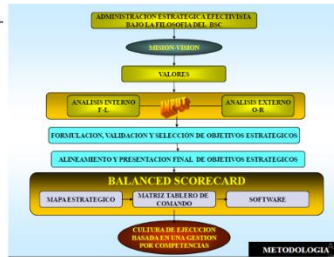 ADMINISTRACION ESTRATEGICA EFECTIVISTA
BAJO LA FILOSOFIA DEL BSC
MISION-VISION
VALORES
ANALISIS INTERNO
F-L
INPUT
ANALISIS EXTERNO
O-R
FORMULACION, VALIDACION Y SELECCIÓN DE OBJETIVOS ESTRATEGICOS
ALINEAMIENTO Y PRESENTACION FINAL DE OBJETIVOS ESTRATEGICOS
BALANCED SCORECARD
MAPA ESTRATEGICO
MATRIZ TABLERO DE
COMANDO
SOFTWARE
CULTURA DE EJECUCION
BASADA EN UNA GESTION
POR COMPETENCIAS
METODOLOGIA